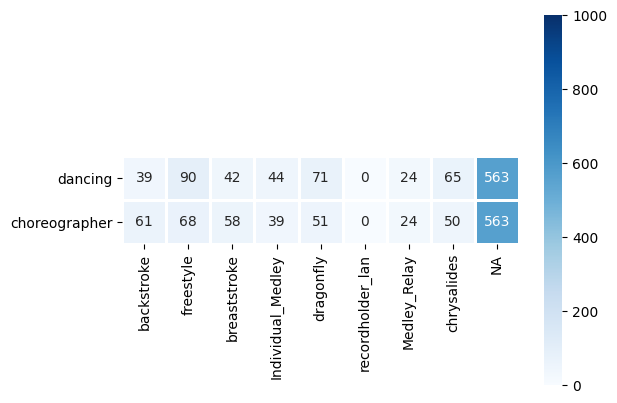 1000
800
600
400
200
0
dancing 39 90 42 44 71 0 24 65 563
choreographer 61 68 58 39 51 0 24 50 563
backstroke
freestyle
breaststroke
Individual_Medley
dragonfly
recordholder_lan
Medley_Relay
chrysalides
NA